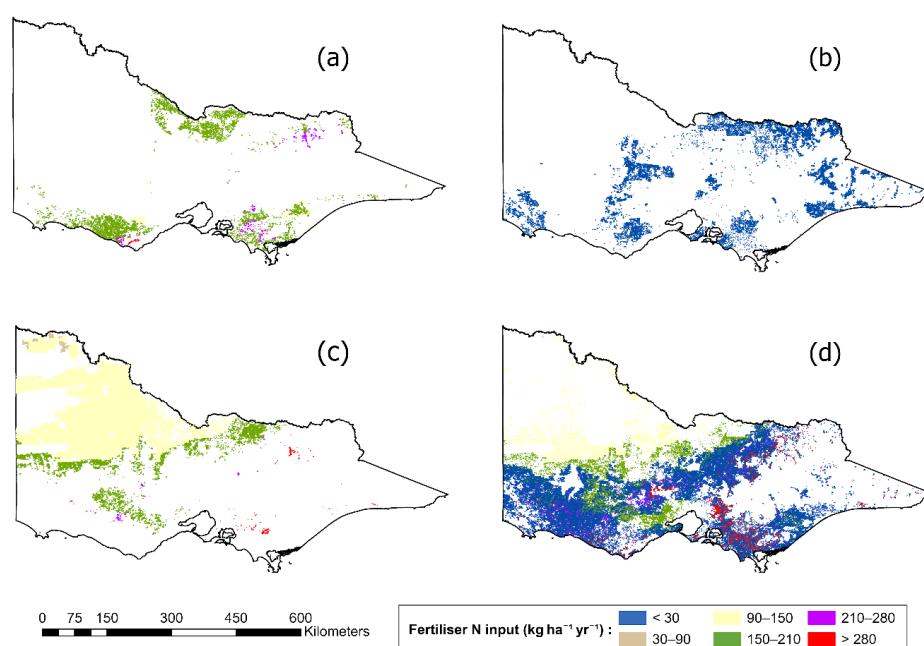 (a)
(b)
(c)
(d)
0 75 150 300 450 600
Kilometers
Fertiliser N input (kg ha⁻¹ yr⁻¹) :
< 30
90–150
210–280
30–90
150–210
> 280